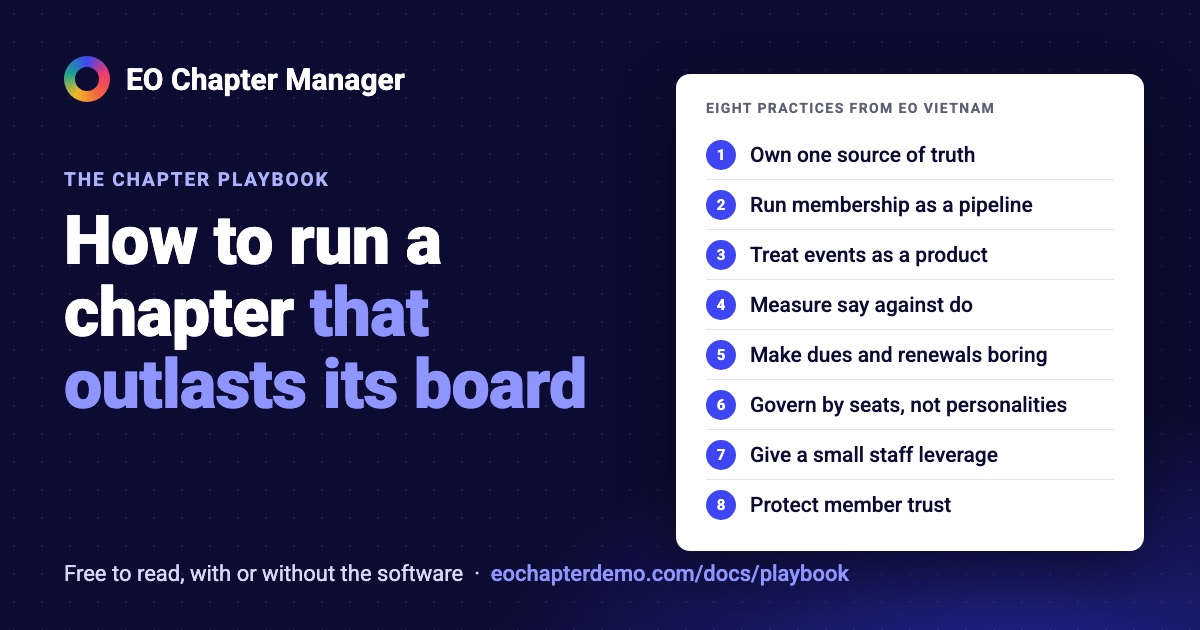 EO Chapter Manager
THE CHAPTER PLAYBOOK
How to run a
chapter that
outlasts its board
EIGHT PRACTICES FROM EO VIETNAM
1 Own one source of truth
2 Run membership as a pipeline
3 Treat events as a product
4 Measure say against do
5 Make dues and renewals boring
6 Govern by seats, not personalities
7 Give a small staff leverage
8 Protect member trust
Free to read, with or without the software · eochapterdemo.com/docs/playbook